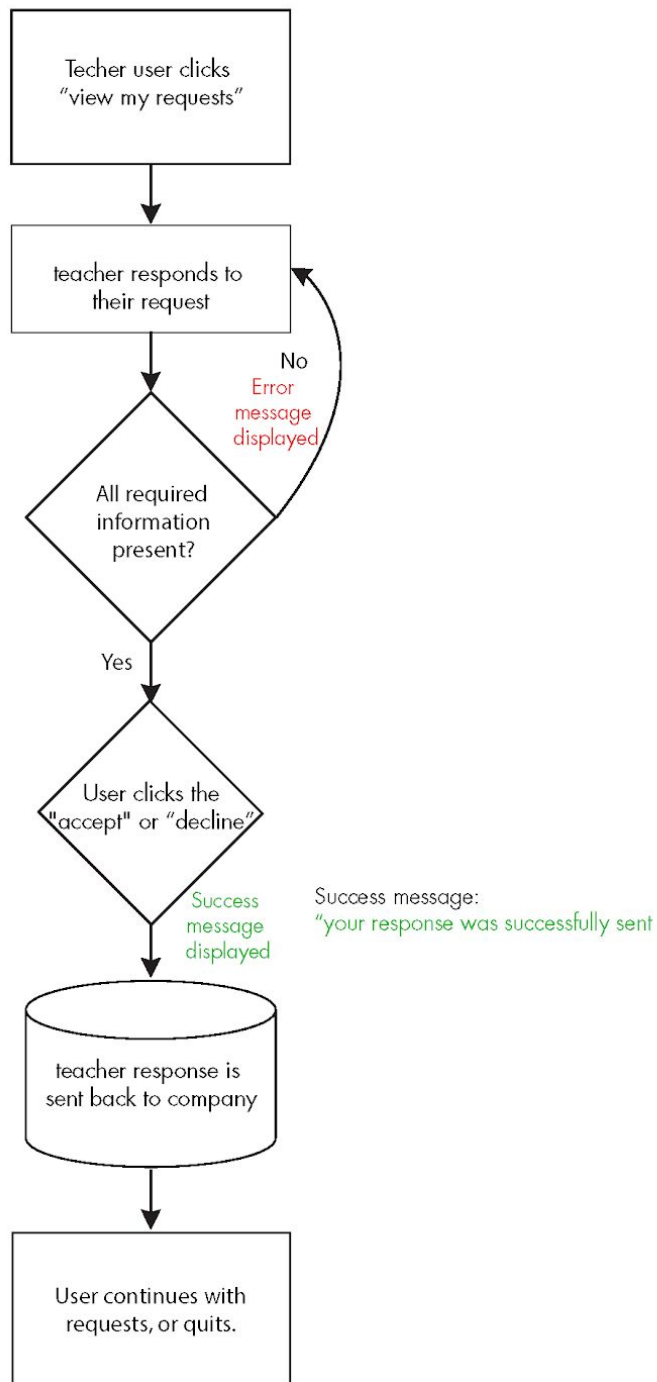 Techer user clicks
“view my requests”
teacher responds to
their request
No
Error
message
displayed
All required
information
present?
Yes
User clicks the
"accept" or “decline”
Success
message
displayed
Success message:
“your response was successfully sent
teacher response is
sent back to company
User continues with
requests, or quits.